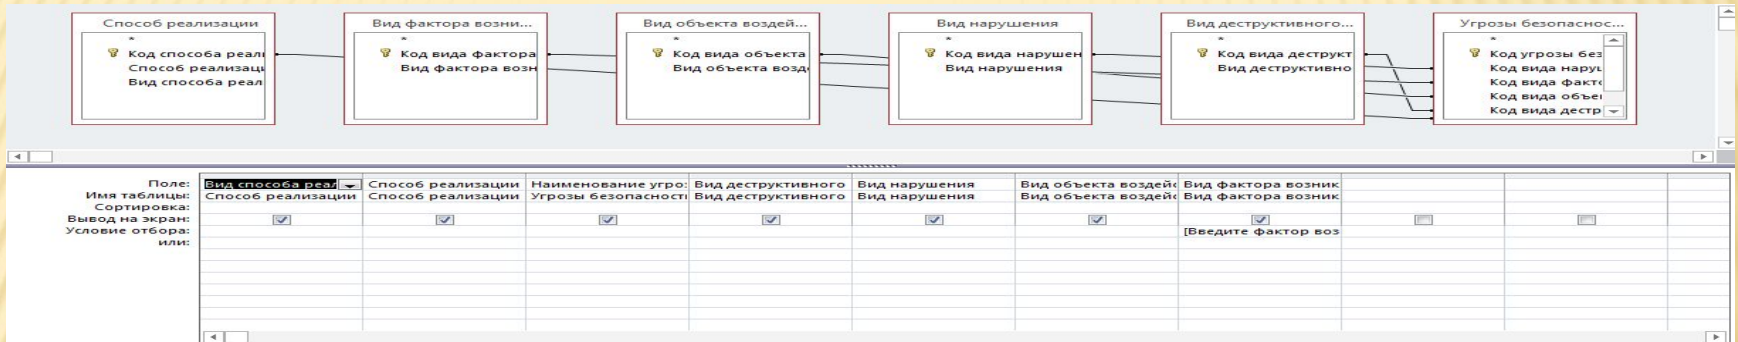 Способ реализации
*
Код способа реали
Способ реализаци
Вид способа реал
Вид фактора возни...
*
Код вида фактора
Вид фактора возн
Вид объекта воздей...
*
Код вида объекта
Вид объекта возд
Вид нарушения
*
Код вида нарушен
Вид нарушения
Вид деструктивного...
*
Код вида деструкт
Вид деструктивно
Угрозы безопаснос...
*
Код угрозы без
Код вида наруц
Код вида факто
Код вида объек
Код вида дестр
Поле: Вид способа реал Способ реализации Наименование угро: Вид деструктивного Вид нарушения Вид объекта воздейс Вид фактора возник
Имя таблицы: Способ реализации Способ реализации Угрозы безопасност Вид деструктивного Вид нарушения Вид объекта воздейс Вид фактора возник
Сортировка:
Вывод на экран:
Условие отбора: [Введите фактор воз
или: